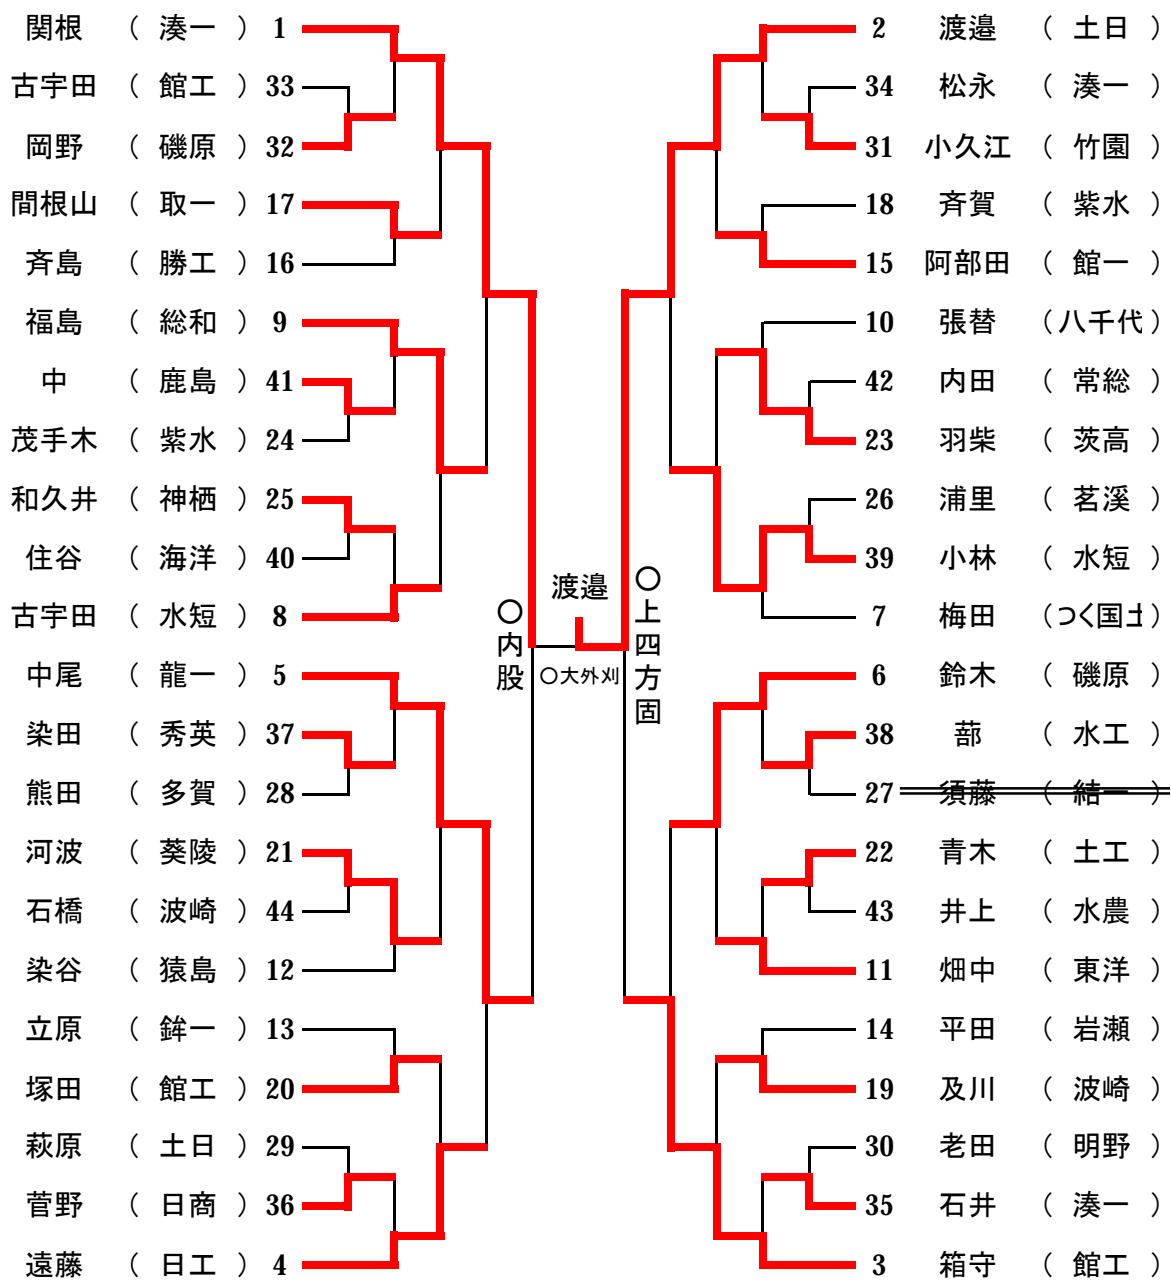 関根 （ 湊一 ） 1
古宇田 （ 館工 ） 33
岡野 （ 磯原 ） 32
間根山 （ 取一 ） 17
斉島 （ 勝工 ） 16
福島 （ 総和 ） 9
中 （ 鹿島 ） 41
茂手木 （ 紫水 ） 24
和久井 （ 神栖 ） 25
住谷 （ 海洋 ） 40
古宇田 （ 水短 ） 8
中尾 （ 龍一 ） 5
染田 （ 秀英 ） 37
熊田 （ 多賀 ） 28
河波 （ 葵陵 ） 21
石橋 （ 波崎 ） 44
染谷 （ 猿島 ） 12
立原 （ 鉾一 ） 13
塚田 （ 館工 ） 20
萩原 （ 土日 ） 29
菅野 （ 日商 ） 36
遠藤 （ 日工 ） 4
〇内股
渡邉
〇大外刈
〇上四方固
2 渡邉 （ 土日 ）
34 松永 （ 湊一 ）
31 小久江 （ 竹園 ）
18 斉賀 （ 紫水 ）
15 阿部田 （ 館一 ）
10 張替 （八千代）
42 内田 （ 常総 ）
23 羽柴 （ 茨高 ）
26 浦里 （ 茗溪 ）
39 小林 （ 水短 ）
7 梅田 （つく国土）
6 鈴木 （ 磯原 ）
38 蔀 （ 水工 ）
27 須藤 （ 結一 ）
22 青木 （ 土工 ）
43 井上 （ 水農 ）
11 畑中 （ 東洋 ）
14 平田 （ 岩瀬 ）
19 及川 （ 波崎 ）
30 老田 （ 明野 ）
35 石井 （ 湊一 ）
3 箱守 （ 館工 ）